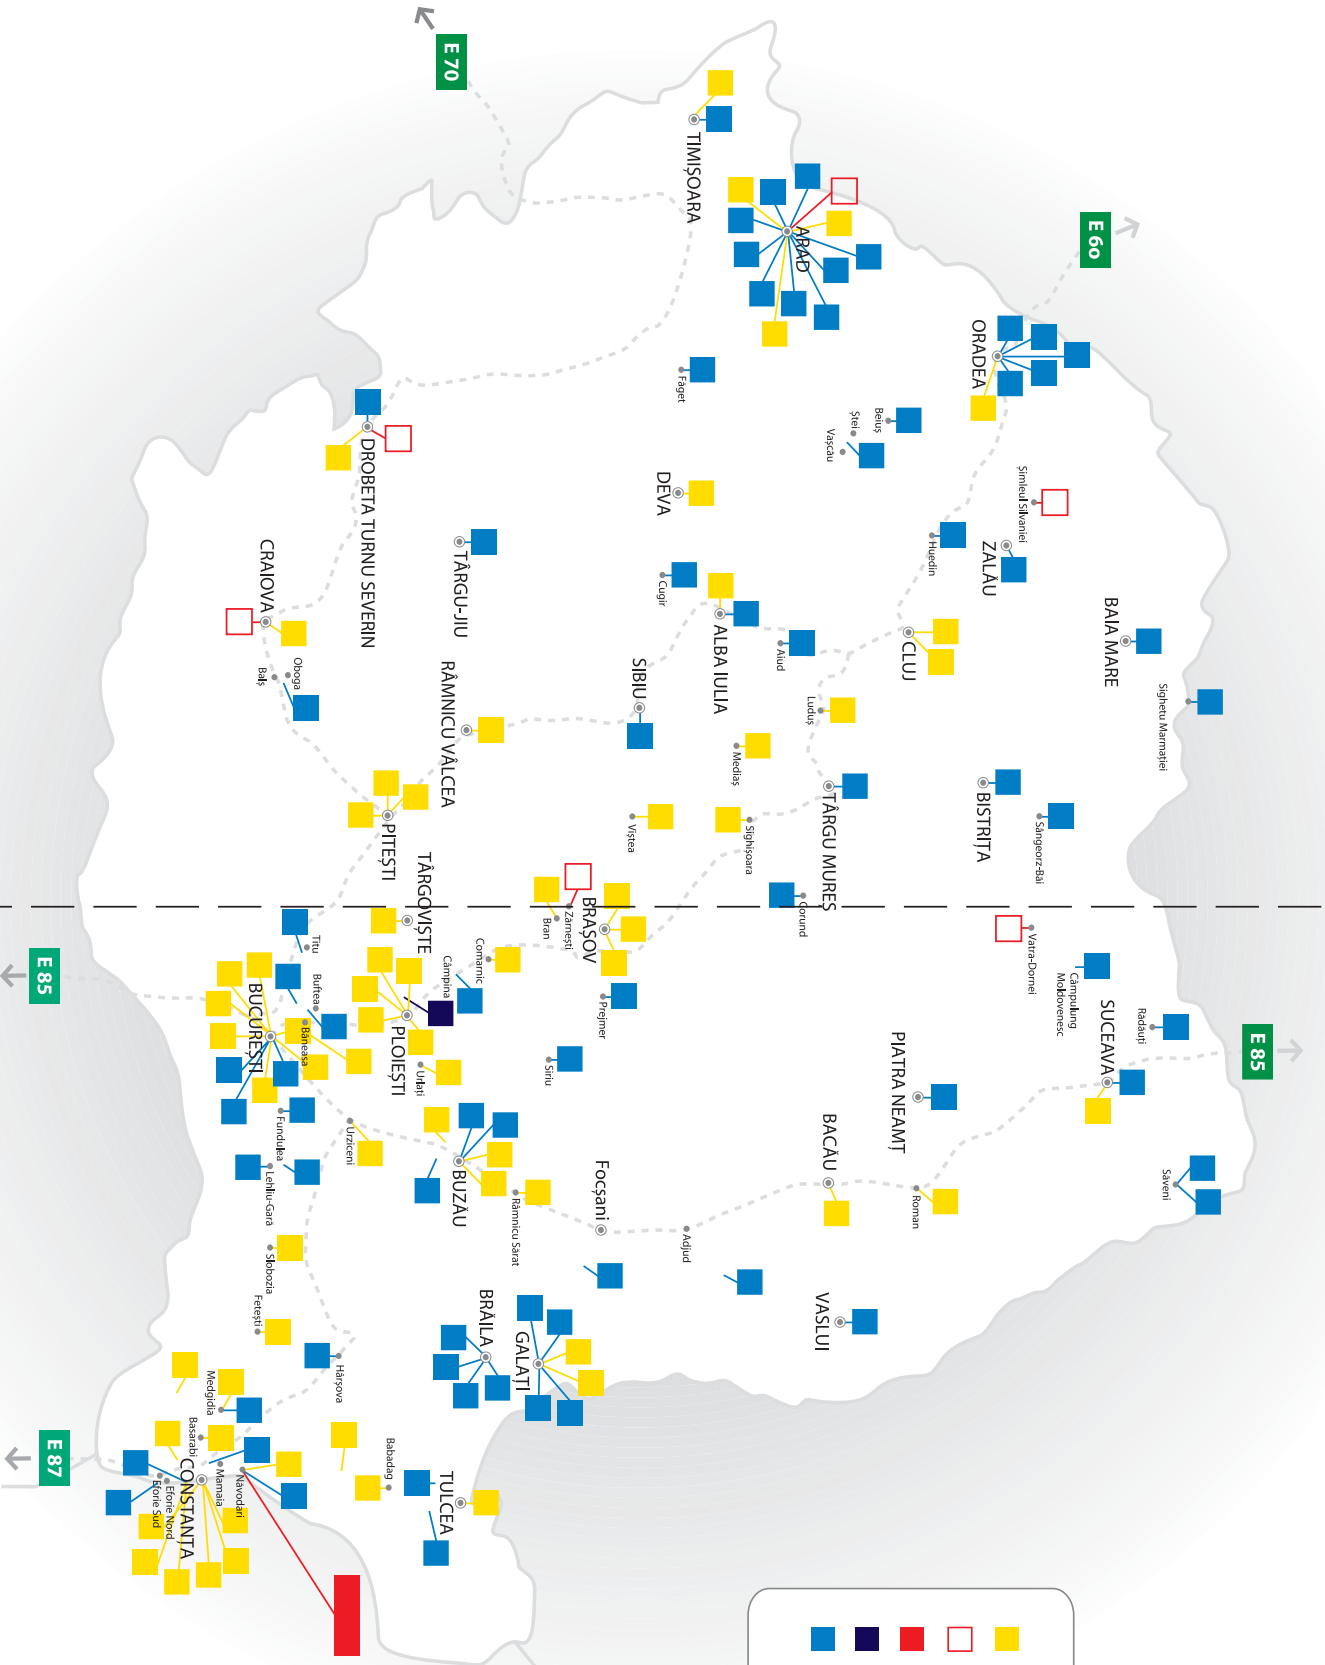 E 70
TIMIȘOARA
ARAD
E 60
ORADEA
Făget
Beiuș
Ștei
Vașcău
DROBETA TURNU SEVERIN
DEVA
Șimleul Silvaniei
ZALĂU
Huedin
CRAIOVA
TÂRGU-JIU
Cugir
ALBA IULIA
Aiud
CLUJ
BAIA MARE
Sighetu Marmației
Oboga
Balș
RÂMNICU VÂLCEA
SIBIU
Luduș
Mediaș
TÂRGU MUREȘ
BISTRIȚA
Sângeorz-Băi
PITEȘTI
Viștea
Sighișoara
TÂRGOVIȘTE
BRAȘOV
Zărnești
Bran
Corund
Vatra-Dornei
E 85
Titu
Buftea
BUCUREȘTI
Băneasa
Comarnic
Câmpina
PLOIEȘTI
Urlați
Prejmer
Siriu
Câmpulung
Moldovenesc
SUCEAVA
Rădăuți
E 85
PIATRA NEAMȚ
BACĂU
Roman
Săveni
Fundulea
Lehliu-Gară
Urziceni
BUZĂU
Râmnicu Sărat
Focșani
Adjud
Slobozia
Fetești
Hârșova
BRĂILA
GALAȚI
VASLUI
Medgidia
Basarabi
Mamaia
Năvodari
CONSTANȚA
Eforie Nord
Eforie Sud
Babadag
TULCEA
E 87